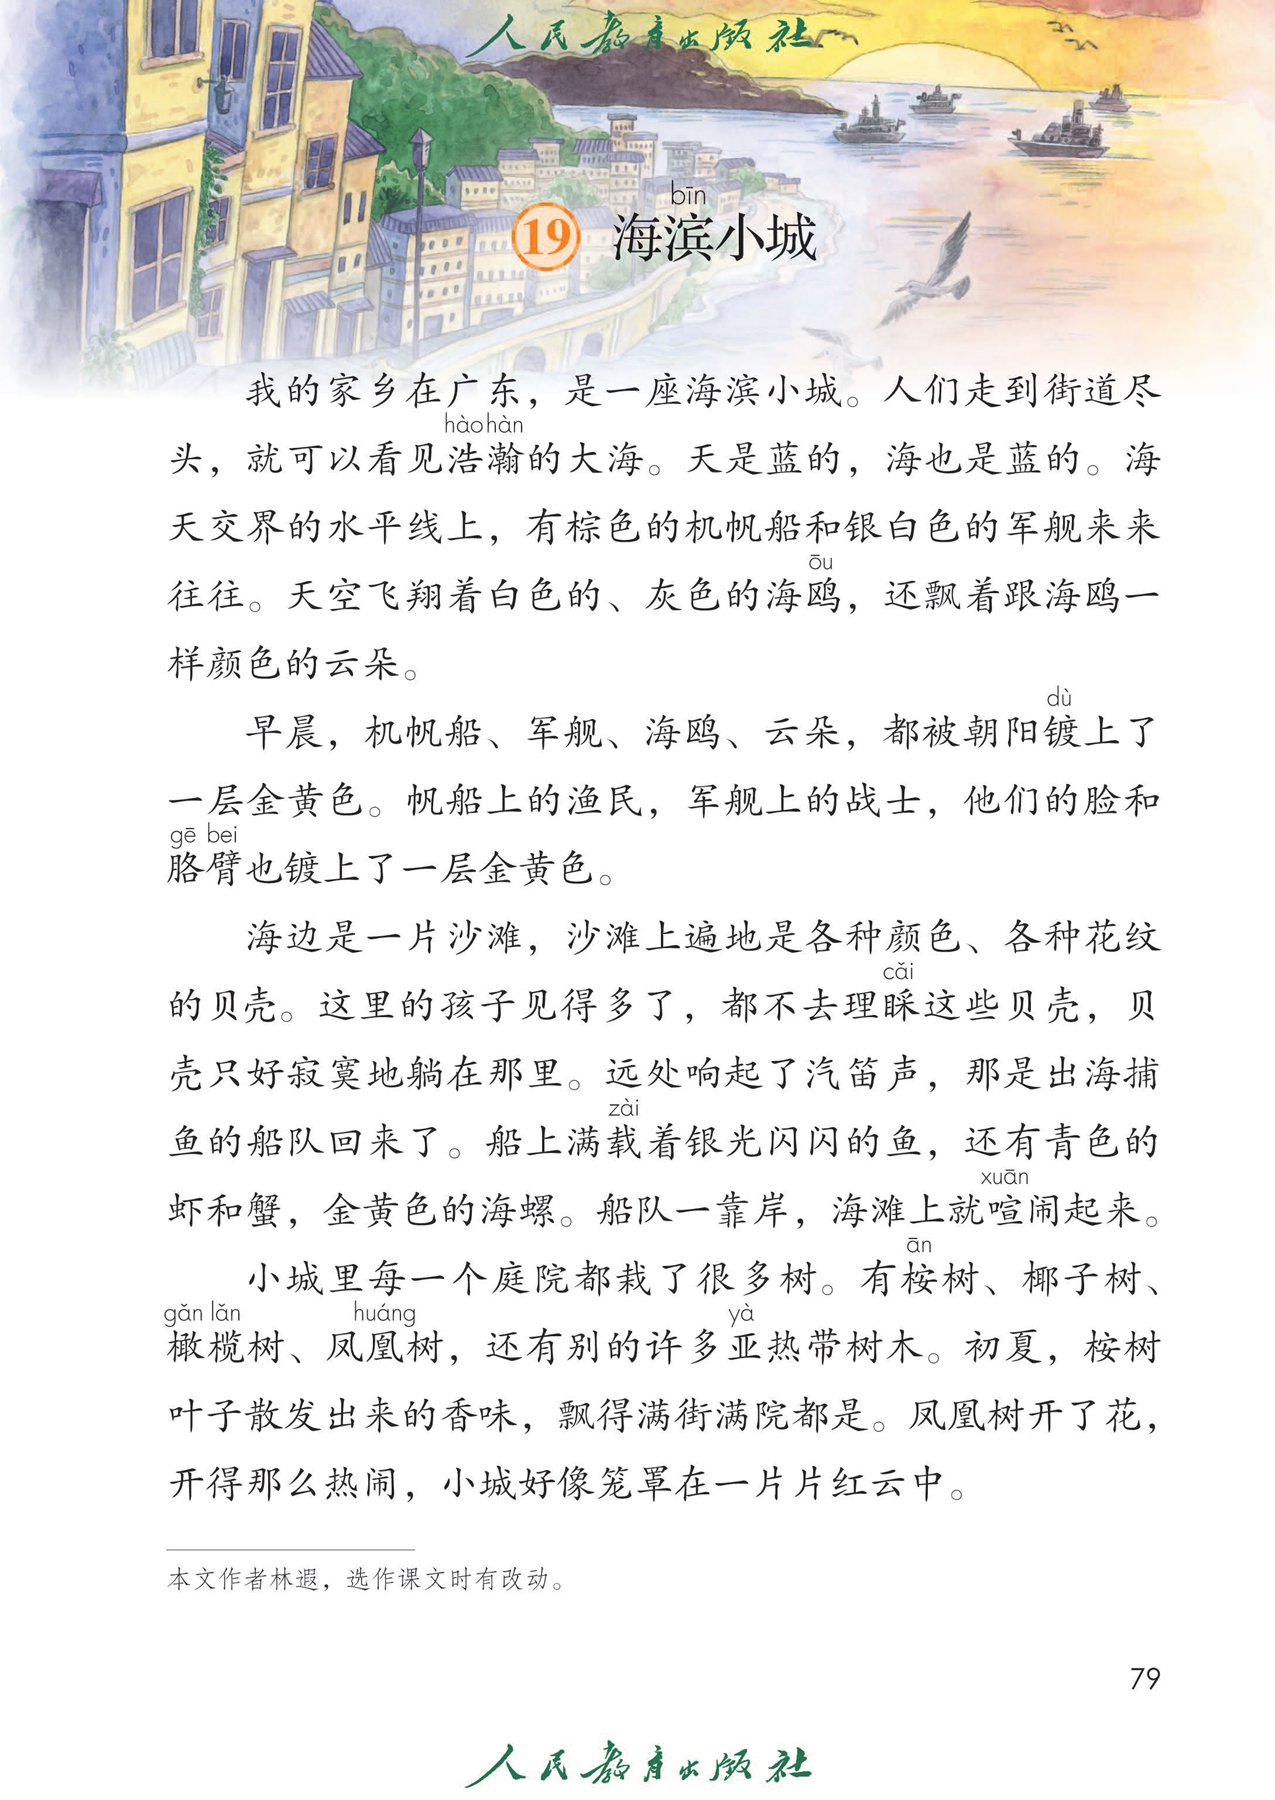 人民教育出版社
bīn
19 海滨小城
我的家乡在广东，是一座海滨小城。人们走到街道尽
hào hàn
头，就可以看见浩瀚的大海。天是蓝的，海也是蓝的。海
天交界的水平线上，有棕色的机帆船和银白色的军舰来来
ōu
往往。天空飞翔着白色的、灰色的海鸥，还飘着跟海鸥一
样颜色的云朵。
dù
早晨，机帆船、军舰、海鸥、云朵，都被朝阳镀上了
一层金黄色。帆船上的渔民，军舰上的战士，他们的脸和
gē bei
胳臂也镀上了一层金黄色。
海边是一片沙滩，沙滩上遍地是各种颜色、各种花纹
cǎi
的贝壳。这里的孩子见得多了，都不去理睬这些贝壳，贝
壳只好寂寞地躺在那里。远处响起了汽笛声，那是出海捕
zài
鱼的船队回来了。船上满载着银光闪闪的鱼，还有青色的
xuān
虾和蟹，金黄色的海螺。船队一靠岸，海滩上就喧闹起来。
ān
小城里每一个庭院都栽了很多树。有桉树、椰子树、
gǎn lǎn huáng yà
橄榄树、凤凰树，还有别的许多亚热带树木。初夏，桉树
叶子散发出来的香味，飘得满街满院都是。凤凰树开了花，
开得那么热闹，小城好像笼罩在一片片红云中。
本文作者林遐，选作课文时有改动。
79
人民教育出版社